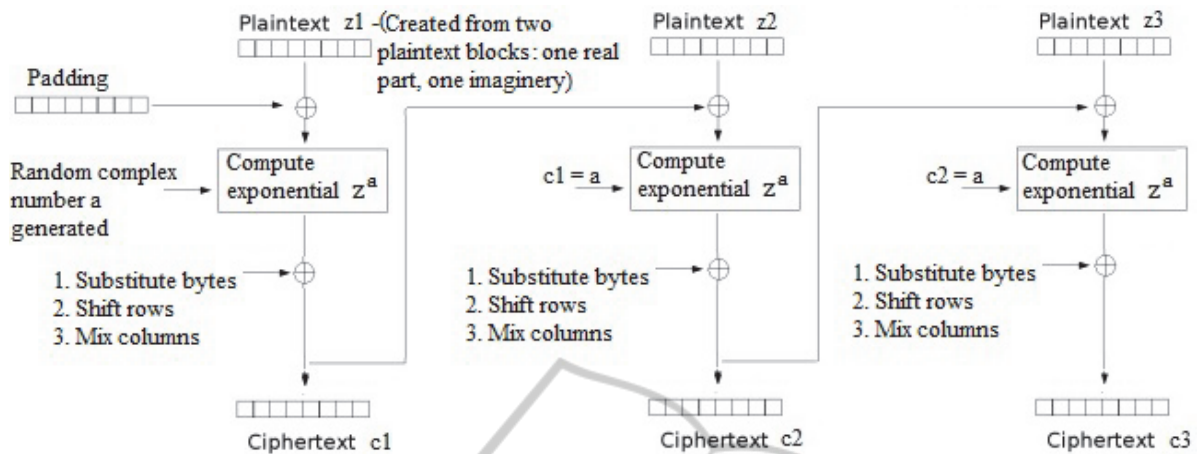 Plaintext z1 -(Created from two
plaintext blocks: one real
part, one imaginery)
Padding
Random complex
number a
generated
Compute
exponential z^a
1. Substitute bytes
2. Shift rows
3. Mix columns
Ciphertext c1
Plaintext z2
c1 = a
Compute
exponential z^a
1. Substitute bytes
2. Shift rows
3. Mix columns
Ciphertext c2
Plaintext z3
c2 = a
Compute
exponential z^a
1. Substitute bytes
2. Shift rows
3. Mix columns
Ciphertext c3